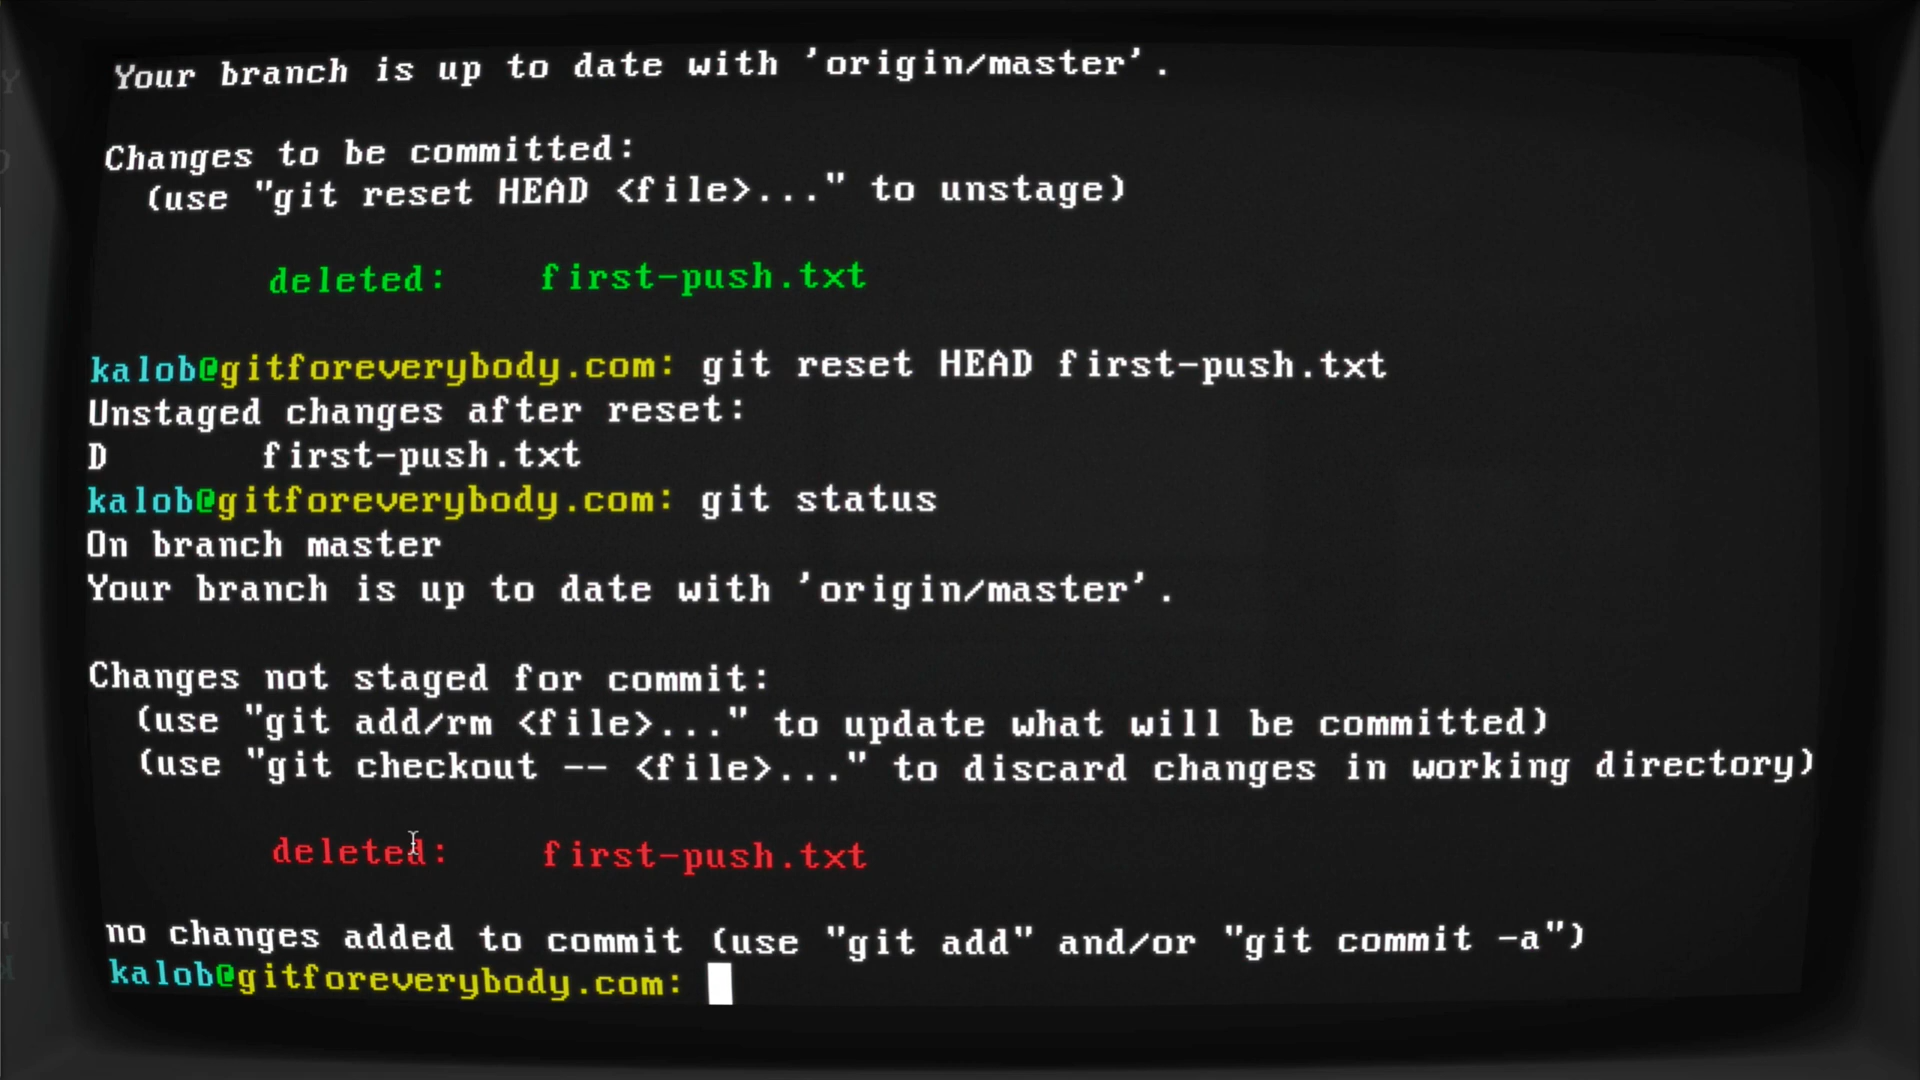 Your branch is up to date with 'origin/master'.
Changes to be committed:
(use "git reset HEAD <file>..." to unstage)
deleted: first-push.txt
kalob@gitforeverybody.com: git reset HEAD first-push.txt
Unstaged changes after reset:
D first-push.txt
kalob@gitforeverybody.com: git status
On branch master
Your branch is up to date with 'origin/master'.
Changes not staged for commit:
(use "git add/rm <file>..." to update what will be committed)
(use "git checkout -- <file>..." to discard changes in working directory)
deleted: first-push.txt
no changes added to commit (use "git add" and/or "git commit -a")
kalob@gitforeverybody.com: